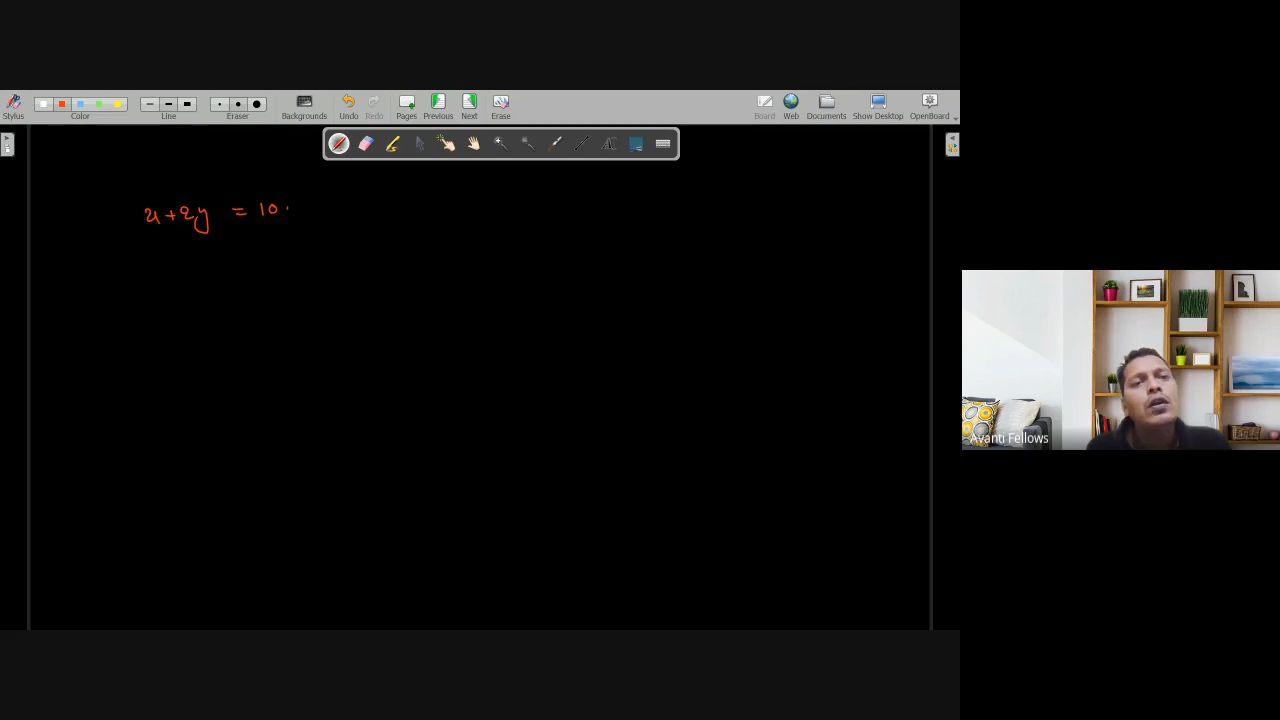 Stylus
Color
Line
Eraser
Backgrounds
Undo
Redo
Pages
Previous
Next
Erase
Board
Web
Documents
Show Desktop
OpenBoard
x+2y = 10.
Avanti Fellows